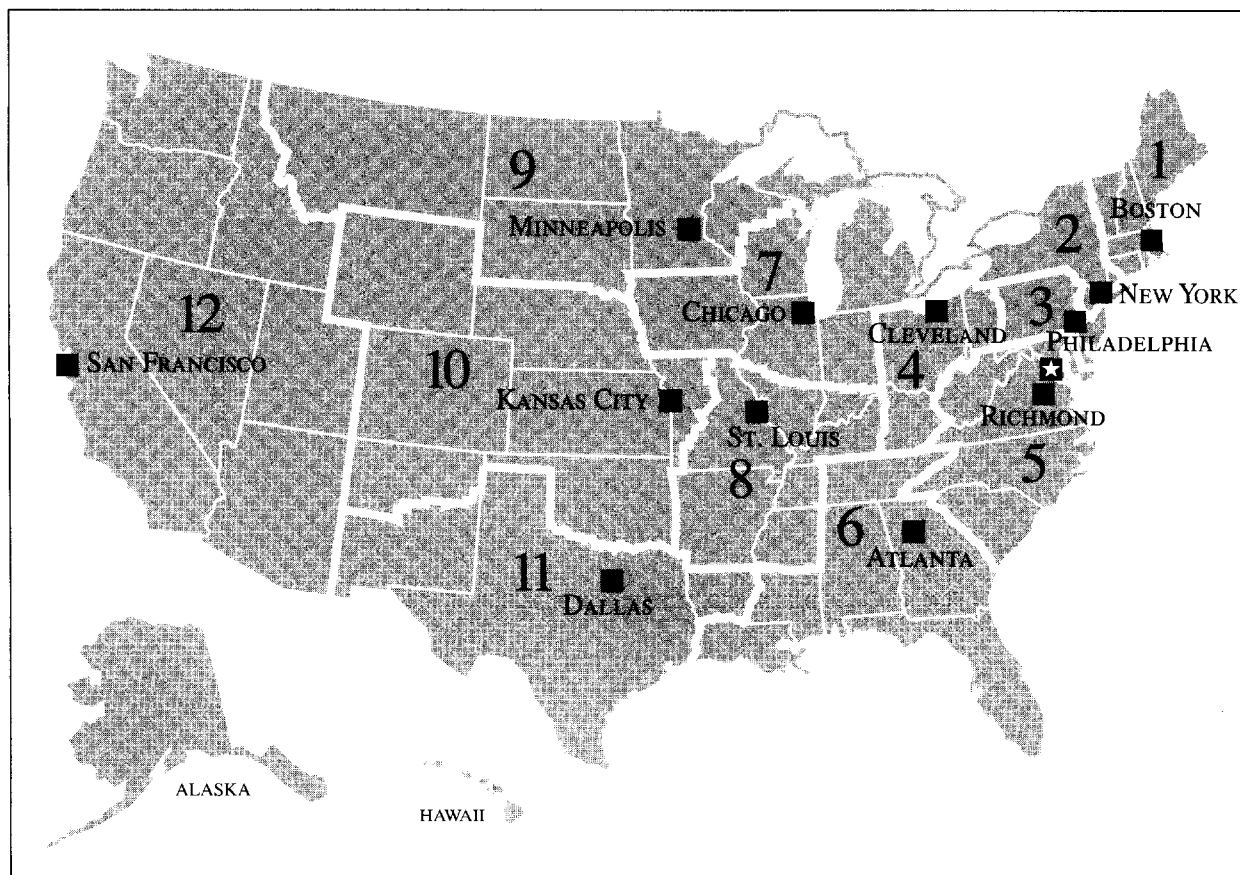 1
BOSTON
9
2
MINNEAPOLIS
7
12
3
NEW YORK
CHICAGO
CLEVELAND
PHILADELPHIA
SAN FRANCISCO
10
4
KANSAS CITY
RICHMOND
ST. LOUIS
8
5
6
ATLANTA
11
DALLAS
ALASKA
HAWAII